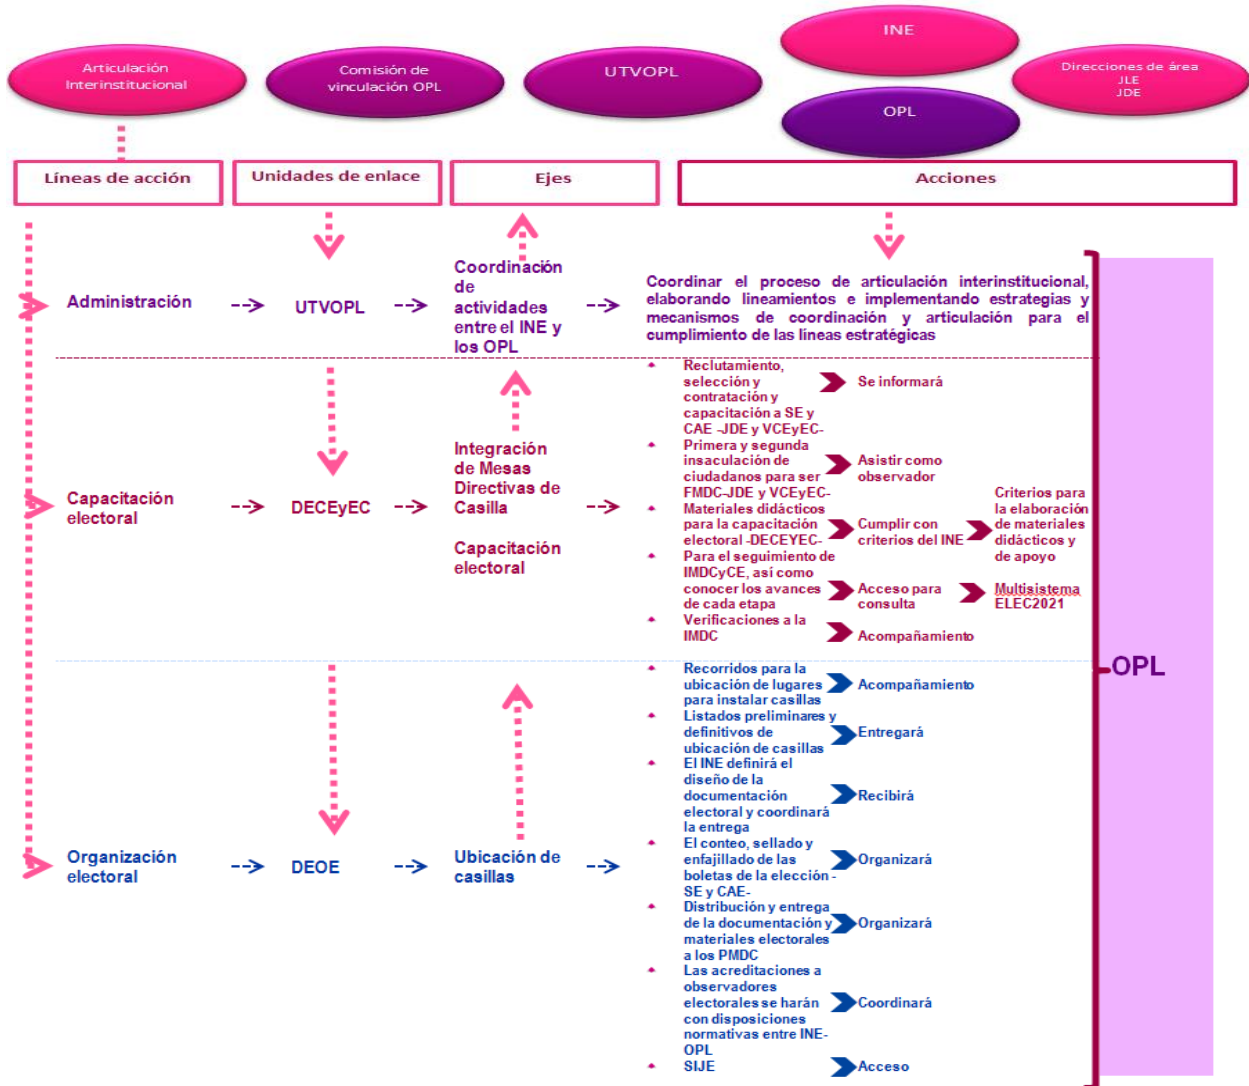 Articulación
Interinstitucional
Comisión de
vinculación OPL
UTVOPL
INE
OPL
Direcciones de área
JLE
JDE
Líneas de acción
Unidades de enlace
Ejes
Acciones
Administración
UTVOPL
Coordinación
de
actividades
entre el INE y
los OPL
Coordinar el proceso de articulación interinstitucional,
elaborando lineamientos e implementando estrategias y
mecanismos de coordinación y articulación para el
cumplimiento de las líneas estratégicas
Capacitación
electoral
DECEyEC
Integración
de Mesas
Directivas de
Casilla
Capacitación
electoral
Reclutamiento,
selección y
contratación y
capacitación a SE y
CAE -JDE y VCEyEC-
Se informará
Primera y segunda
insaculación de
ciudadanos para ser
FMDC-JDE y VCEyEC-
Asistir como
observador
Materiales didácticos
para la capacitación
electoral -DECEYEC-
Cumplir con
criterios del INE
Criterios para
la elaboración
de materiales
didácticos y
de apoyo
Para el seguimiento de
IMDCyCE, así como
conocer los avances
de cada etapa
Acceso para
consulta
Multisistema
ELEC2021
Verificaciones a la
IMDC
Acompañamiento
Organización
electoral
DEOE
Ubicación de
casillas
Recorridos para la
ubicación de lugares
para instalar casillas
Acompañamiento
Listados preliminares y
definitivos de
ubicación de casillas
Entregará
El INE definirá el
diseño de la
documentación
electoral y coordinará
la entrega
Recibirá
El conteo, sellado y
enfajillado de las
boletas de la elección -
SE y CAE-
Organizará
Distribución y entrega
de la documentación y
materiales electorales
a los PMDC
Organizará
Las acreditaciones a
observadores
electorales se harán
con disposiciones
normativas entre INE-
OPL
Coordinará
SIJE
Acceso
OPL